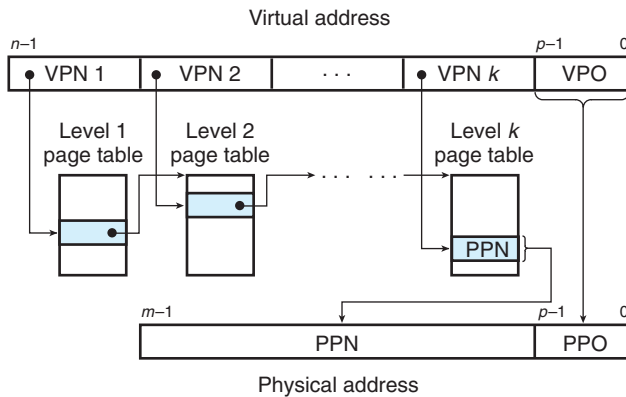 Virtual address
n–1 p–1 0
VPN 1 VPN 2 · · · VPN k VPO
Level 1 Level 2 Level k
page table page table page table
· · · · · ·
PPN
m–1 p–1 0
PPN PPO
Physical address